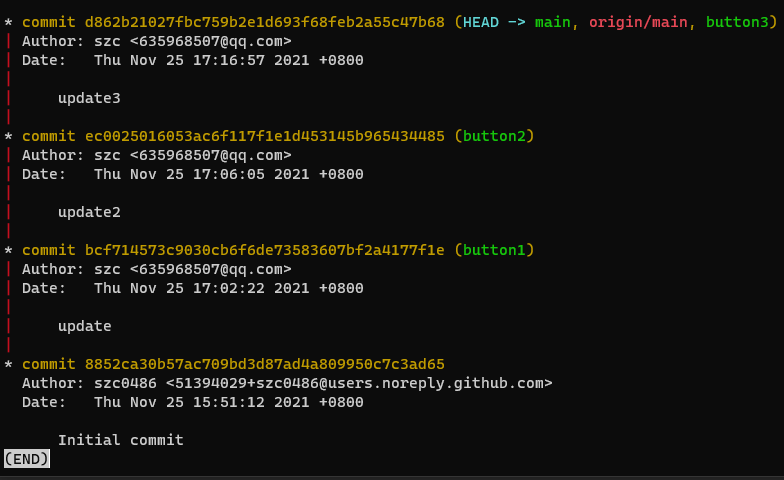 * commit d862b21027fbc759b2e1d693f68feb2a55c47b68 (HEAD -> main, origin/main, button3)
| Author: szc <635968507@qq.com>
| Date:   Thu Nov 25 17:16:57 2021 +0800
|
|     update3
|
* commit ec0025016053ac6f117f1e1d453145b965434485 (button2)
| Author: szc <635968507@qq.com>
| Date:   Thu Nov 25 17:06:05 2021 +0800
|
|     update2
|
* commit bcf714573c9030cb6f6de73583607bf2a4177f1e (button1)
| Author: szc <635968507@qq.com>
| Date:   Thu Nov 25 17:02:22 2021 +0800
|
|     update
|
* commit 8852ca30b57ac709bd3d87ad4a809950c7c3ad65
  Author: szc0486 <51394029+szc0486@users.noreply.github.com>
  Date:   Thu Nov 25 15:51:12 2021 +0800

      Initial commit
(END)